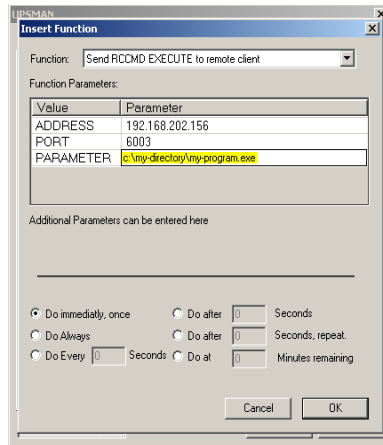 UPSMAN
Insert Function
Function: Send RCCMD EXECUTE to remote client
Function Parameters:
Value Parameter
ADDRESS 192.168.202.156
PORT 6003
PARAMETER c:\my-directory\my-program.exe
Additional Parameters can be entered here
Do immediatly, once Do after 0 Seconds
Do Always Do after 0 Seconds, repeat.
Do Every 0 Seconds Do at 0 Minutes remaining
Cancel OK